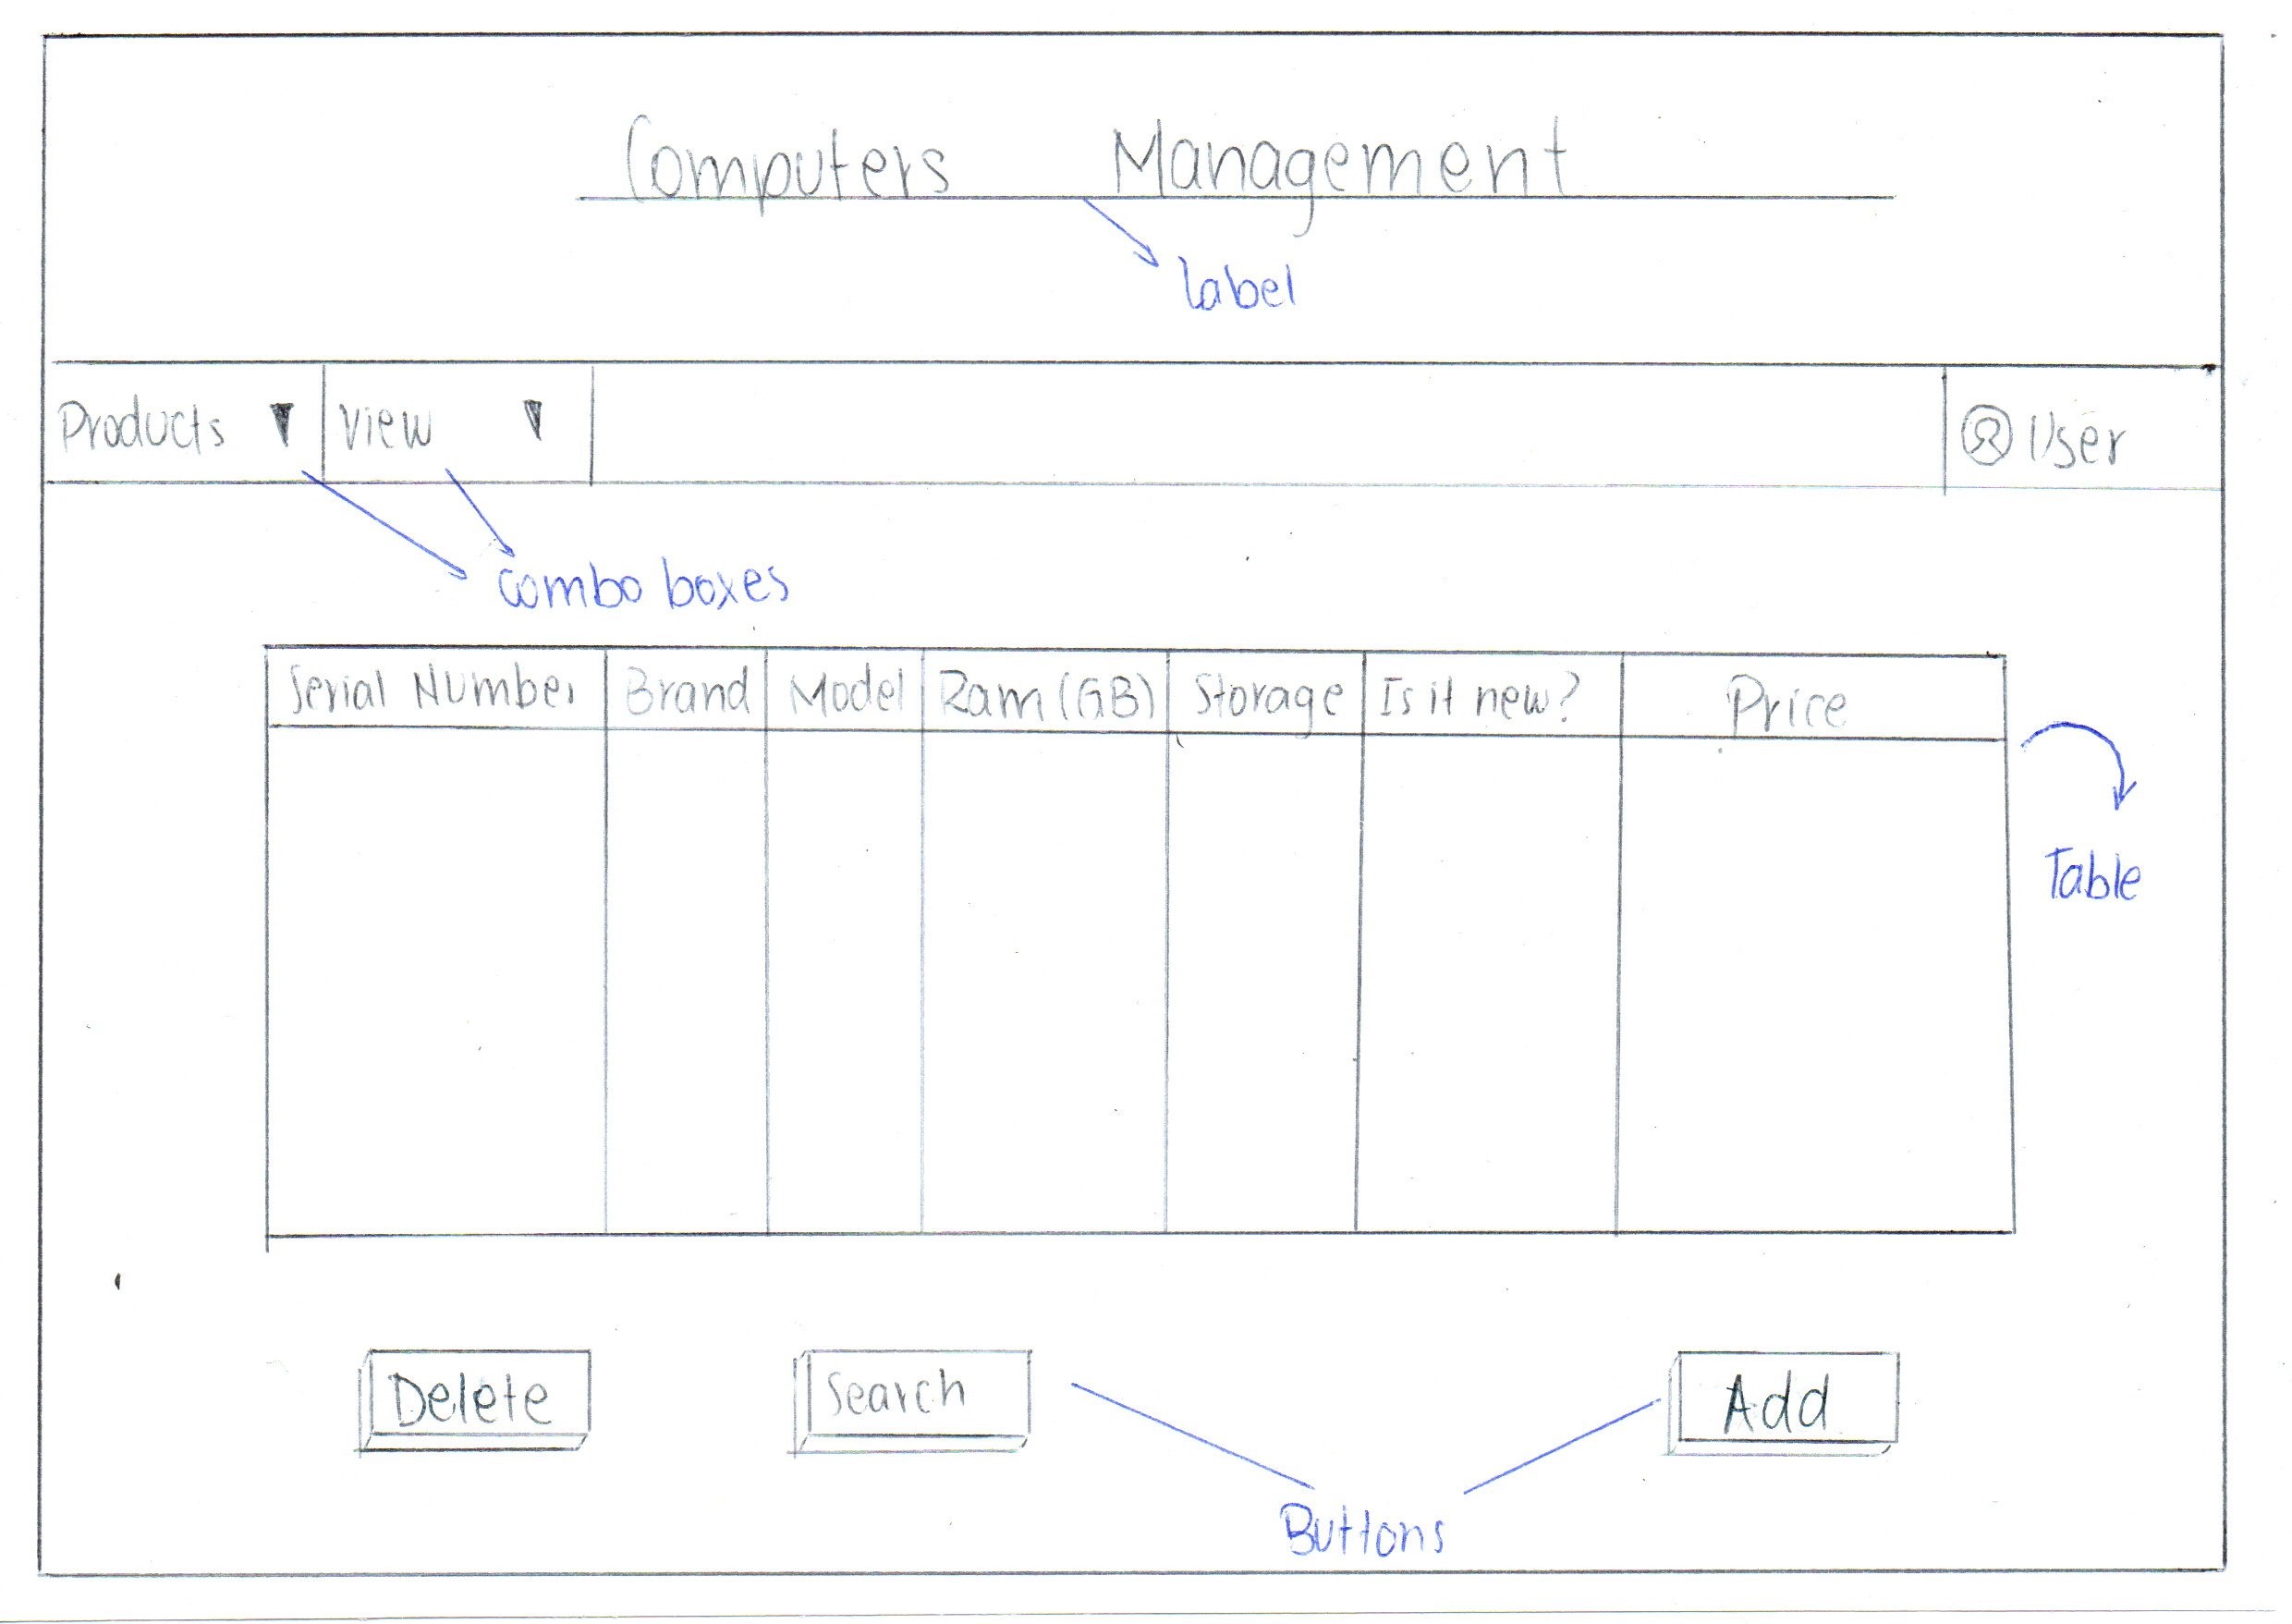 Computers Management
label
Products View User
combo boxes
Serial Number Brand Model Ram (GB) Storage Is it new? Price
Table
Delete Search Add
Buttons